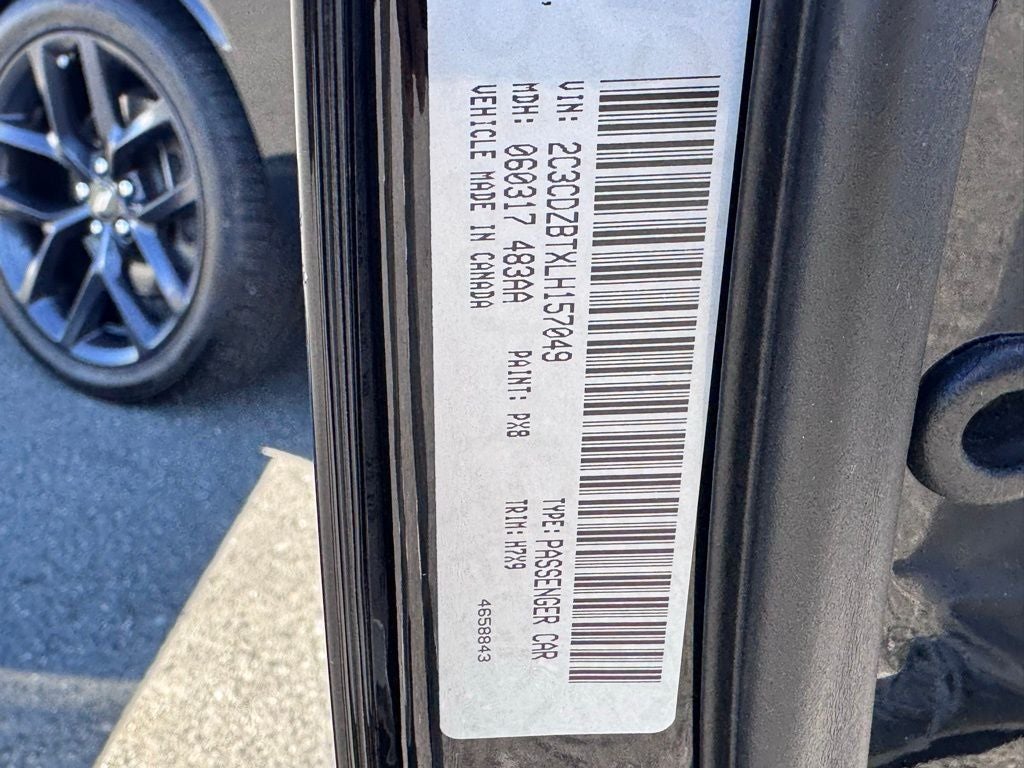 VIN: 2C3CDZBTXLH157049 TYPE: PASSENGER CAR
MDH: 060317 483AA PAINT: PX8 TRIM: H7X9
VEHICLE MADE IN CANADA 4658843